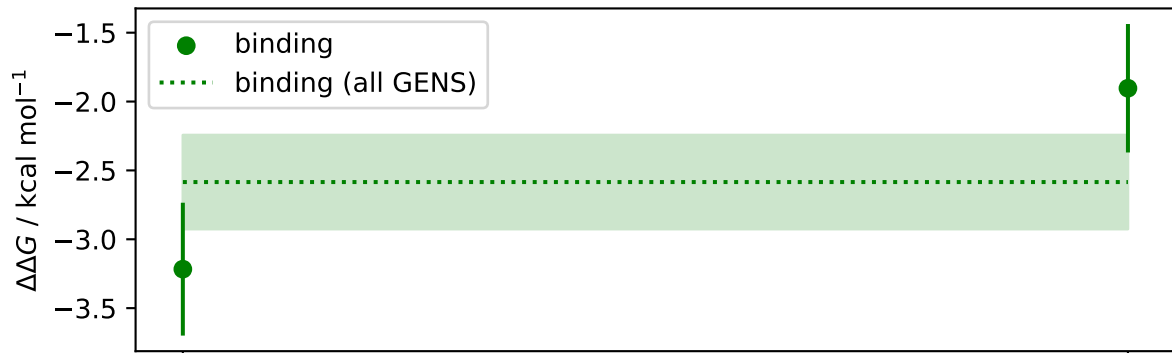 −1.5
−2.0
−2.5
−3.0
−3.5
ΔΔG / kcal mol⁻¹
binding
binding (all GENS)